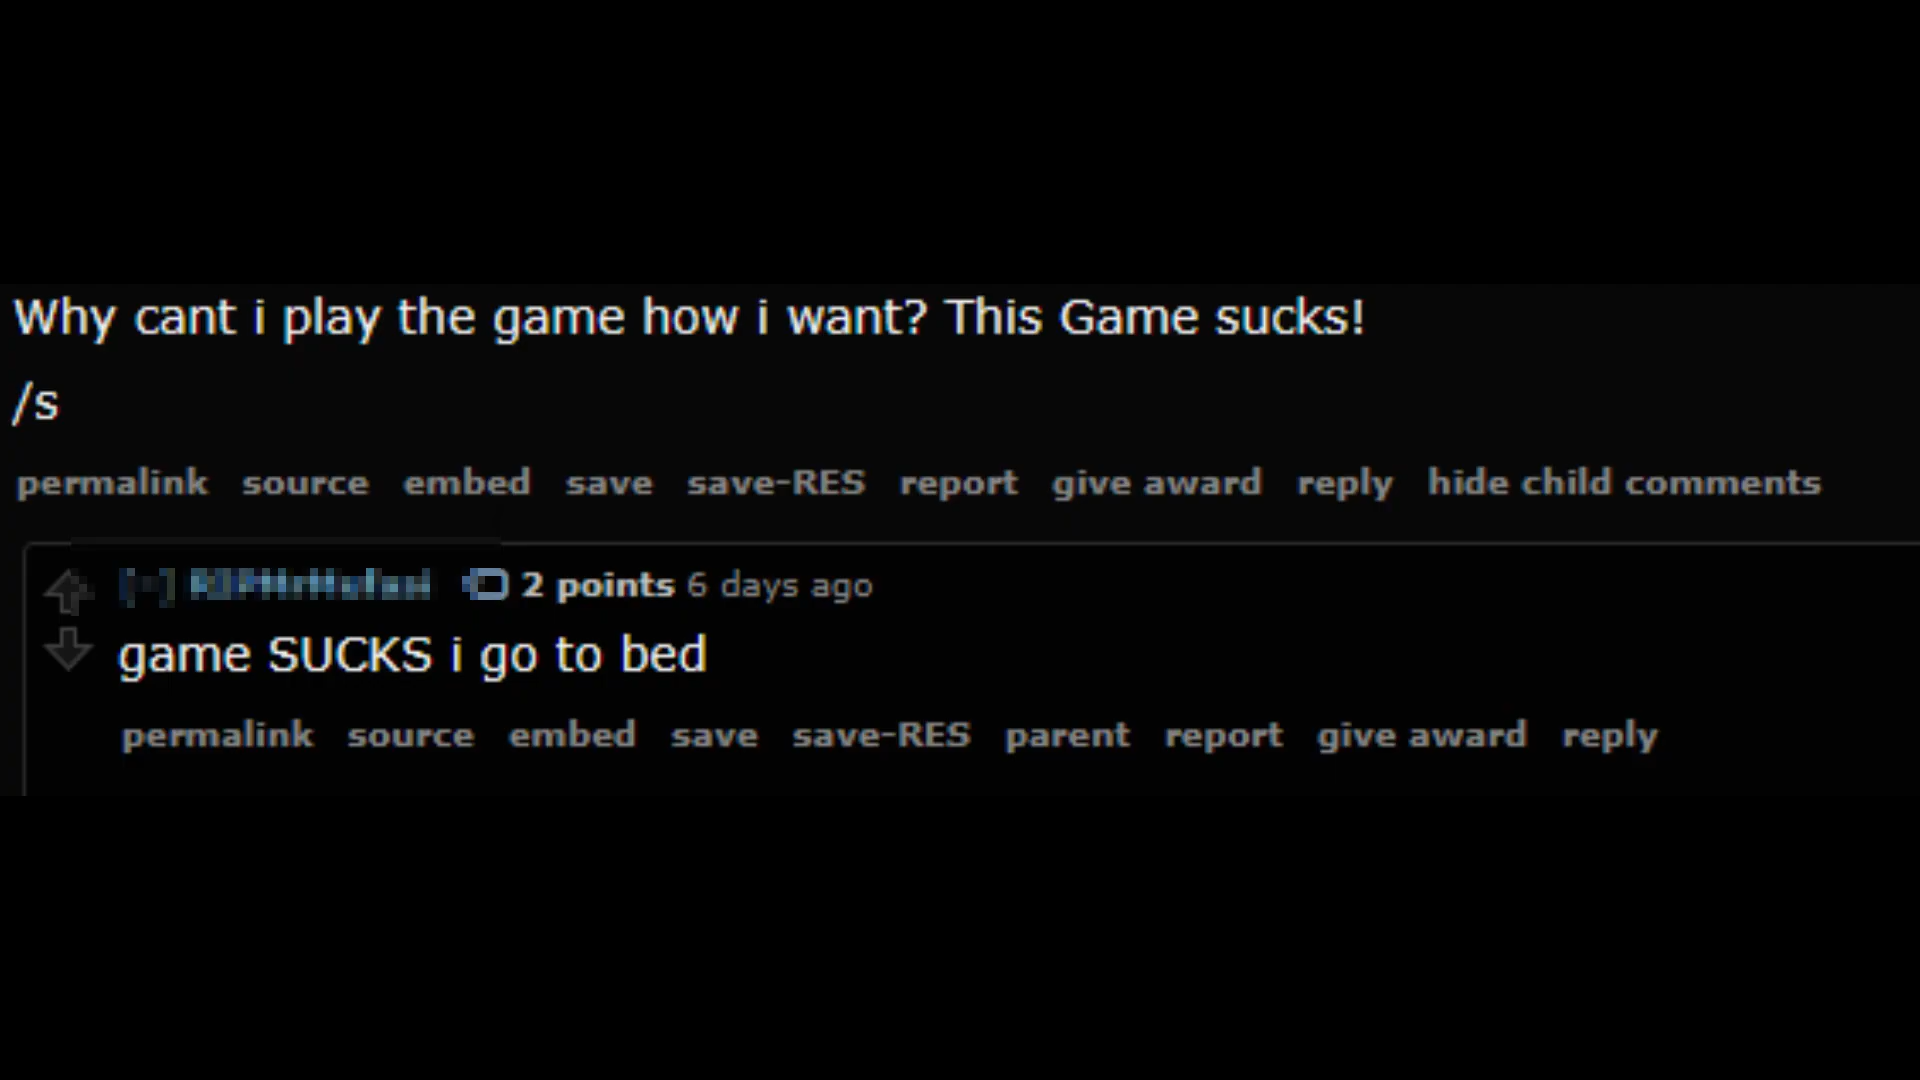 Why cant i play the game how i want? This Game sucks!
/s
permalink source embed save save-RES report give award reply hide child comments
2 points 6 days ago
game SUCKS i go to bed
permalink source embed save save-RES parent report give award reply